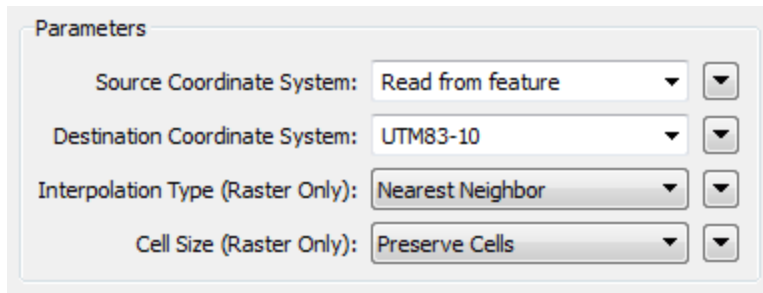 Parameters
Source Coordinate System: Read from feature
Destination Coordinate System: UTM83-10
Interpolation Type (Raster Only): Nearest Neighbor
Cell Size (Raster Only): Preserve Cells